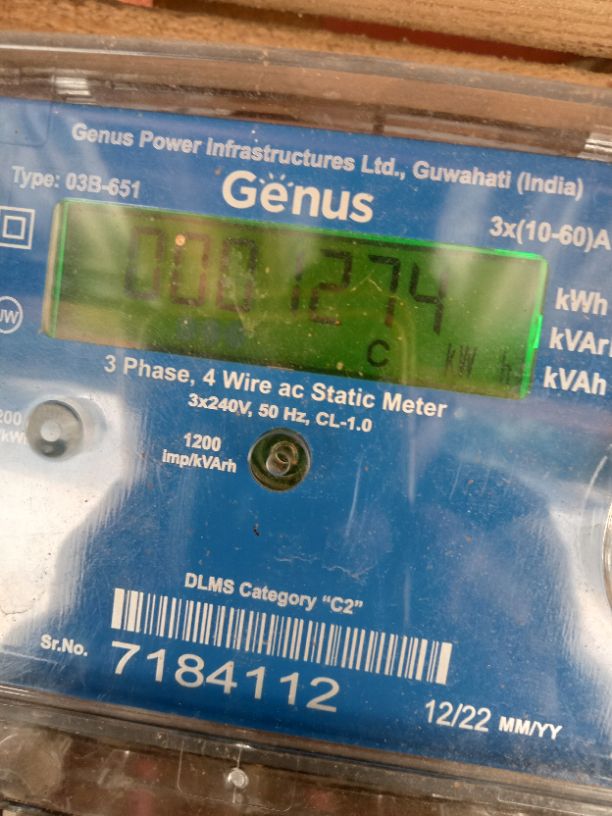 Genus Power Infrastructures Ltd., Guwahati (India)
Type: 03B-651
Genus
3x(10-60)A
0001274
C kW h
kWh
kVArh
kVAh
3 Phase, 4 Wire ac Static Meter
3x240V, 50 Hz, CL-1.0
1200
imp/kVArh
DLMS Category "C2"
Sr.No.
7184112
12/22 MM/YY